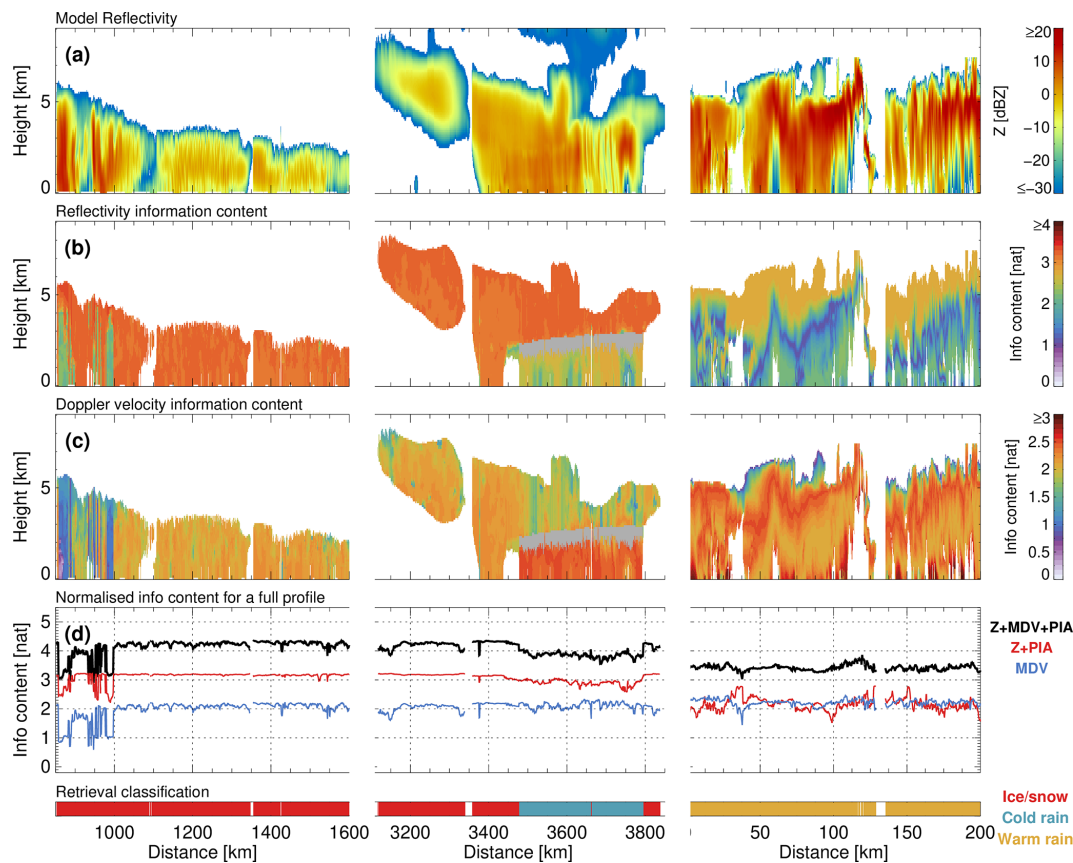 Model Reflectivity
(a)
Height [km]
5
0
Z [dBZ]
≥20
10
0
−10
−20
≤−30
Reflectivity information content
(b)
Height [km]
5
0
Info content [nat]
≥4
3
2
1
0
Doppler velocity information content
(c)
Height [km]
5
0
Info content [nat]
≥3
2.5
2
1.5
1
0.5
0
Normalised info content for a full profile
(d)
Info content [nat]
5
4
3
2
1
0
Z+MDV+PIA
Z+PIA
MDV
Retrieval classification
Ice/snow
Cold rain
Warm rain
1000 1200 1400 1600
3200 3400 3600 3800
0 50 100 150 200
Distance [km] Distance [km] Distance [km]